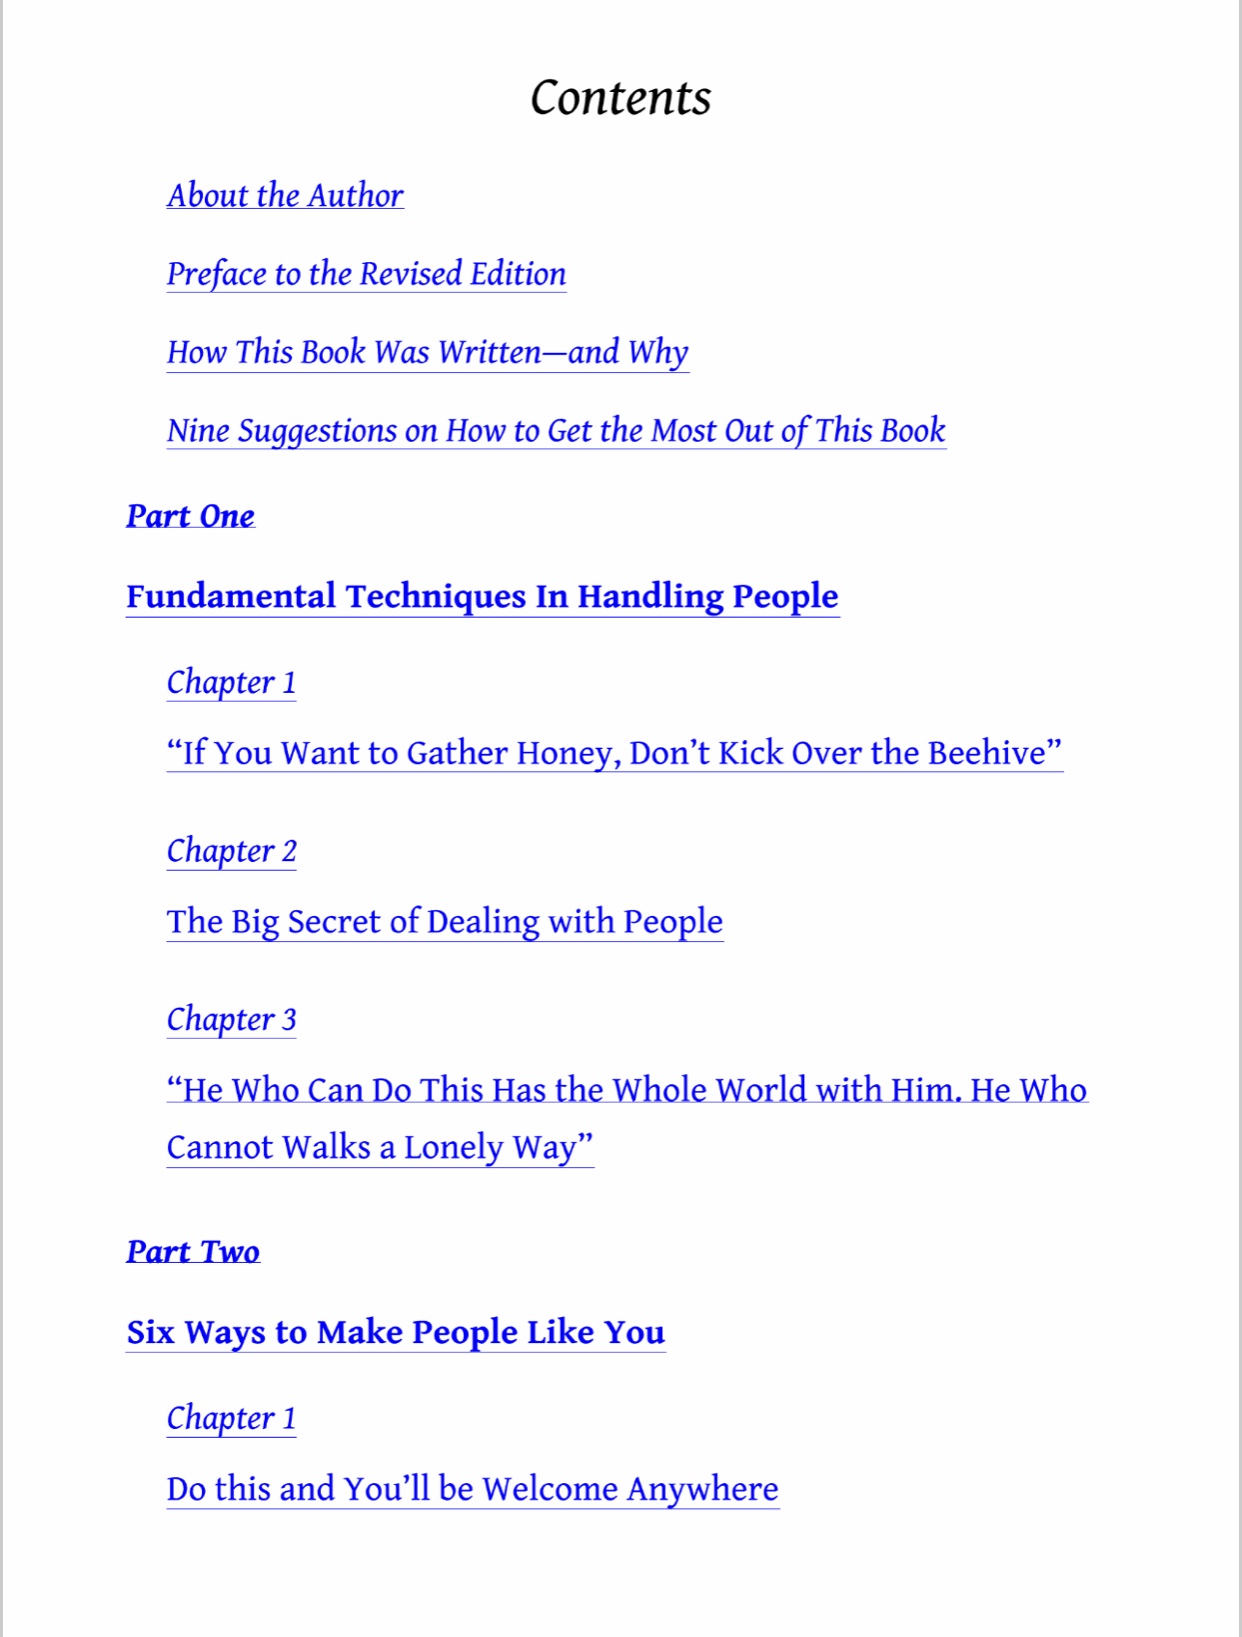 Contents
About the Author
Preface to the Revised Edition
How This Book Was Written—and Why
Nine Suggestions on How to Get the Most Out of This Book
Part One
Fundamental Techniques In Handling People
Chapter 1
“If You Want to Gather Honey, Don’t Kick Over the Beehive”
Chapter 2
The Big Secret of Dealing with People
Chapter 3
“He Who Can Do This Has the Whole World with Him. He Who
Cannot Walks a Lonely Way”
Part Two
Six Ways to Make People Like You
Chapter 1
Do this and You’ll be Welcome Anywhere